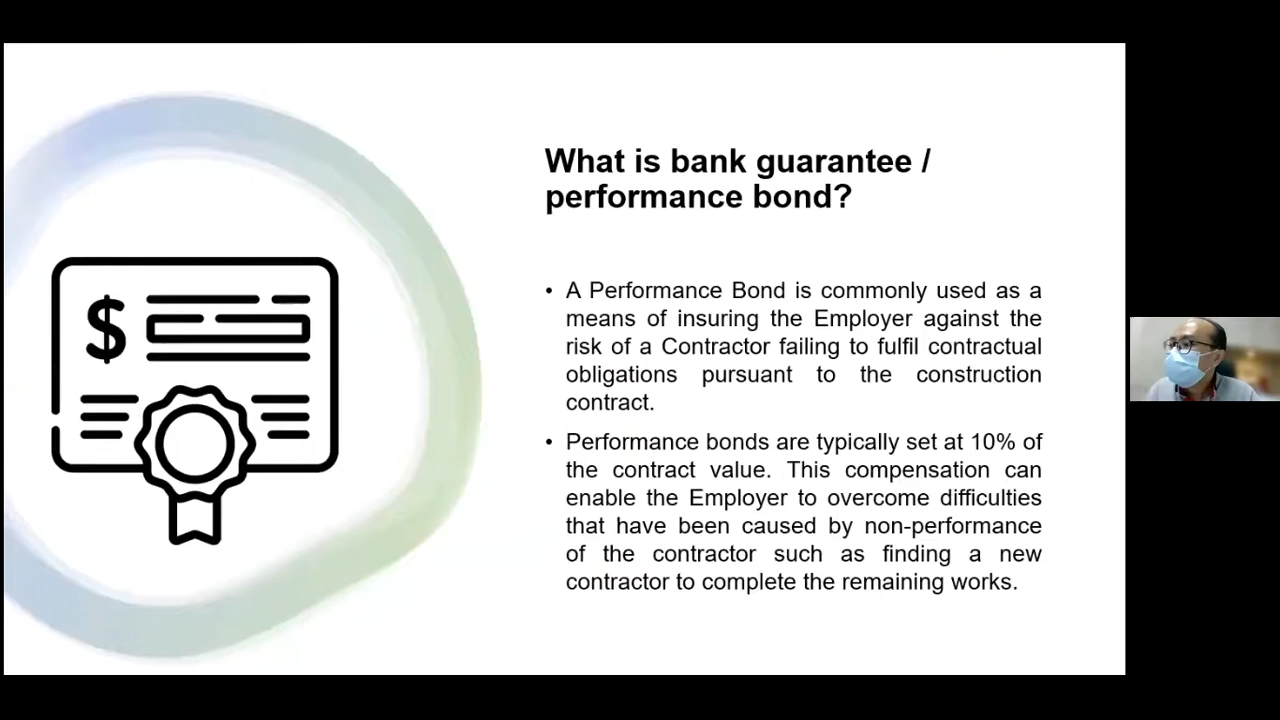 What is bank guarantee /
performance bond?
• A Performance Bond is commonly used as a
means of insuring the Employer against the
risk of a Contractor failing to fulfil contractual
obligations pursuant to the construction
contract.
• Performance bonds are typically set at 10% of
the contract value. This compensation can
enable the Employer to overcome difficulties
that have been caused by non-performance
of the contractor such as finding a new
contractor to complete the remaining works.
$